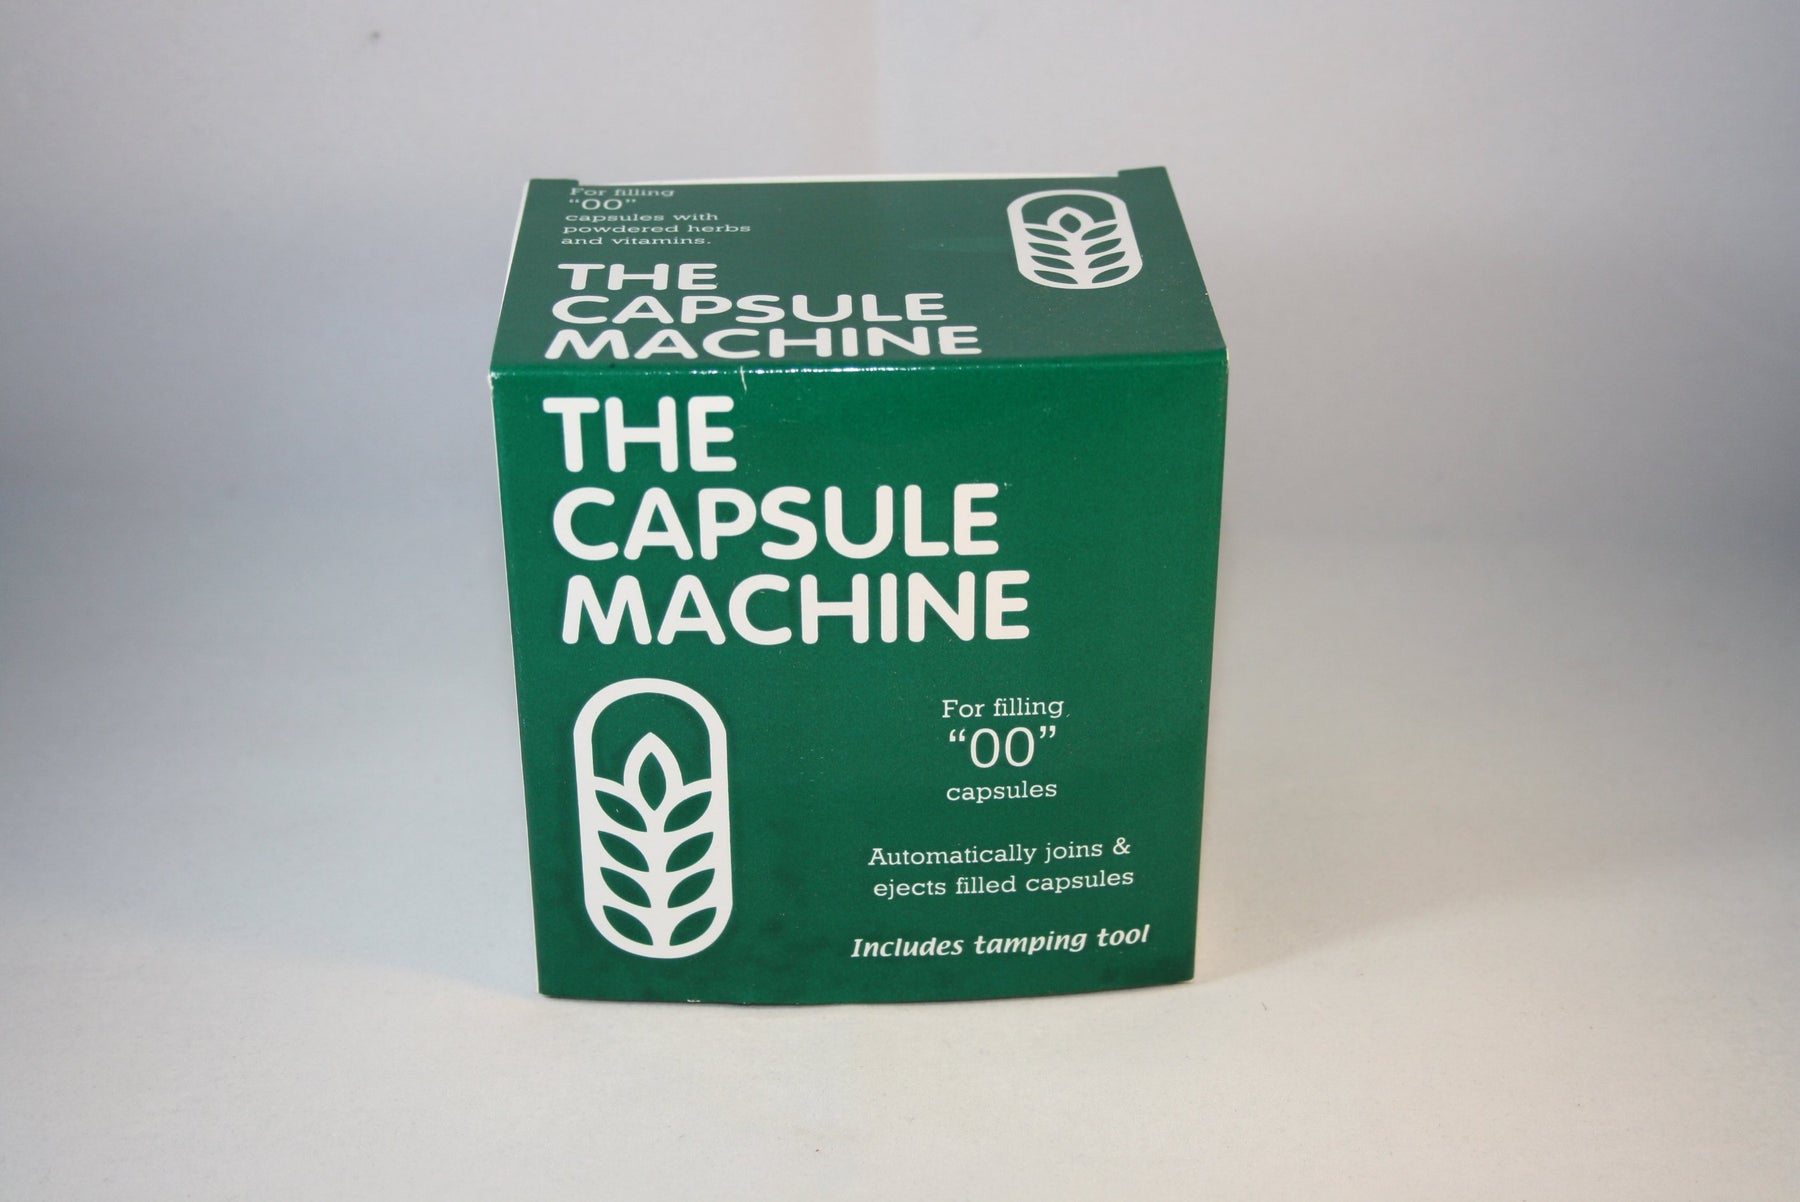 For filling
“00”
capsules with
powdered herbs
and vitamins.
THE
CAPSULE
MACHINE
THE
CAPSULE
MACHINE
For filling
“00”
capsules
Automatically joins &
ejects filled capsules
Includes tamping tool